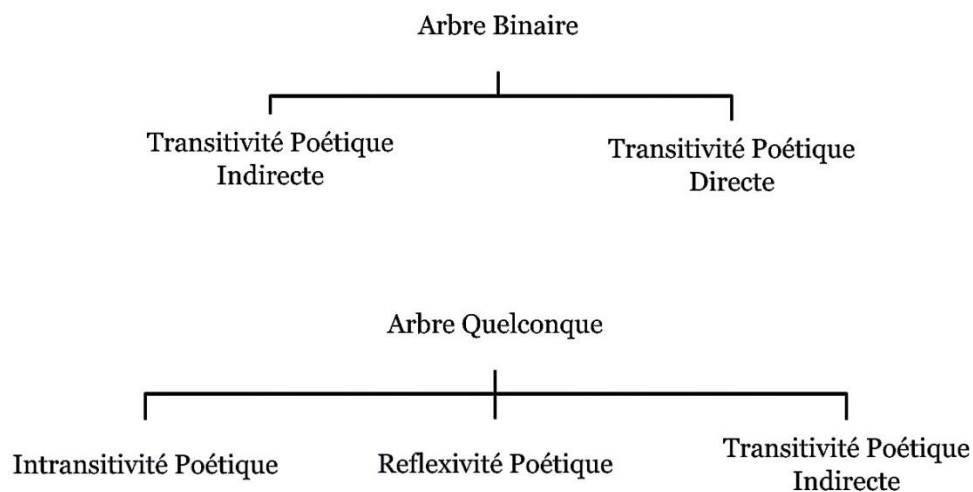 Arbre Binaire
Transitivité Poétique
Indirecte
Transitivité Poétique
Directe
Arbre Quelconque
Intransitivité Poétique
Reflexivité Poétique
Transitivité Poétique
Indirecte